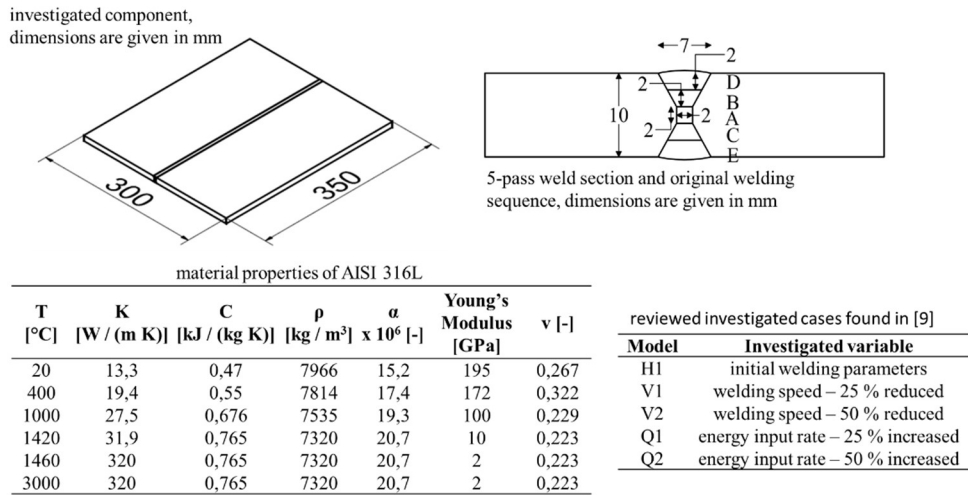 investigated component,
dimensions are given in mm
300
350
7
2
2
10
2
2
D
B
A
C
E
5-pass weld section and original welding
sequence, dimensions are given in mm
material properties of AISI 316L
T [°C] K [W / (m K)] C [kJ / (kg K)] ρ [kg / m³] α x 10⁶ [-] Young's Modulus [GPa] v [-]
20 13,3 0,47 7966 15,2 195 0,267
400 19,4 0,55 7814 17,4 172 0,322
1000 27,5 0,676 7535 19,3 100 0,229
1420 31,9 0,765 7320 20,7 10 0,223
1460 320 0,765 7320 20,7 2 0,223
3000 320 0,765 7320 20,7 2 0,223
reviewed investigated cases found in [9]
Model Investigated variable
H1 initial welding parameters
V1 welding speed – 25 % reduced
V2 welding speed – 50 % reduced
Q1 energy input rate – 25 % increased
Q2 energy input rate – 50 % increased